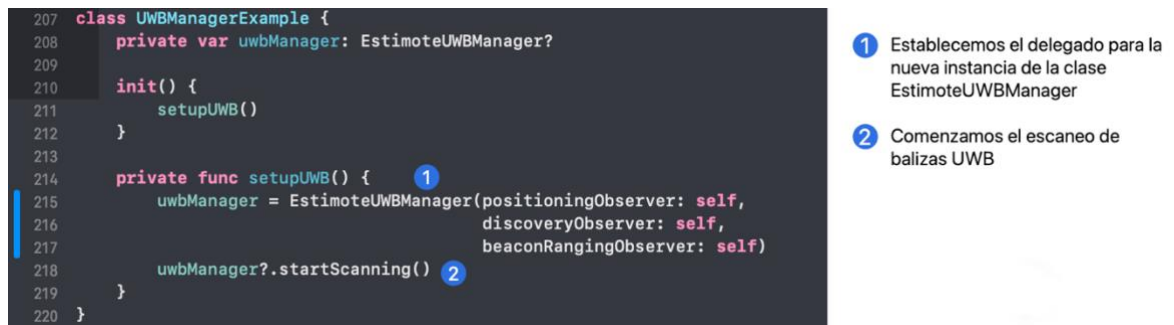 207 class UWBManagerExample {
208     private var uwbManager: EstimoteUWBManager?
209
210     init() {
211         setupUWB()
212     }
213
214     private func setupUWB() { 1
215         uwbManager = EstimoteUWBManager(positioningObserver: self,
216                                         discoveryObserver: self,
217                                         beaconRangingObserver: self)
218         uwbManager?.startScanning() 2
219     }
220 }
1 Establecemos el delegado para la
nueva instancia de la clase
EstimoteUWBManager
2 Comenzamos el escaneo de
balizas UWB